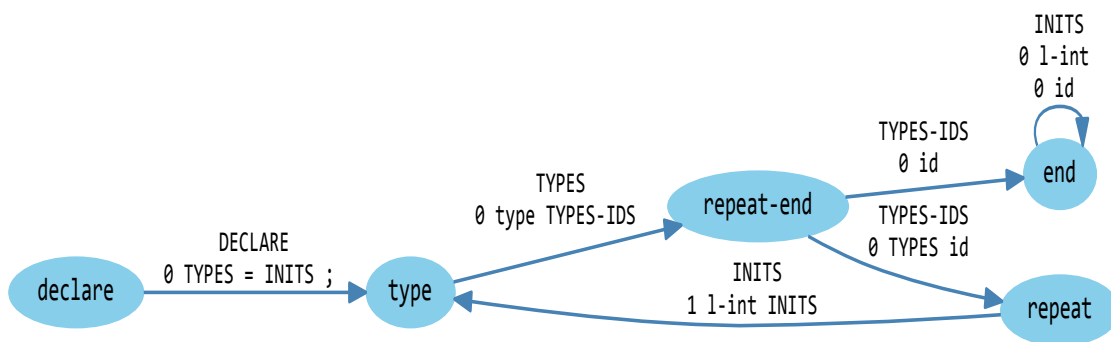 INITS
0 l-int
0 id
TYPES-IDS
0 id
end
TYPES
0 type TYPES-IDS
repeat-end
TYPES-IDS
0 TYPES id
DECLARE
0 TYPES = INITS ;
declare
type
INITS
1 l-int INITS
repeat